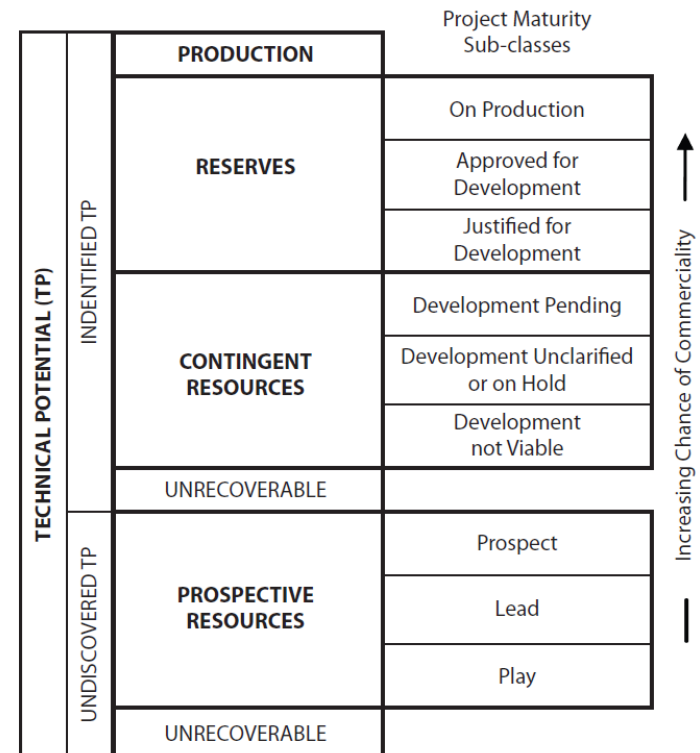 Project Maturity
Sub-classes
TECHNICAL POTENTIAL (TP)
INDENTIFIED TP
PRODUCTION
RESERVES
On Production
Approved for
Development
Justified for
Development
CONTINGENT
RESOURCES
Development Pending
Development Unclarified
or on Hold
Development
not Viable
UNRECOVERABLE
UNDISCOVERED TP
PROSPECTIVE
RESOURCES
Prospect
Lead
Play
UNRECOVERABLE
Increasing Chance of Commerciality